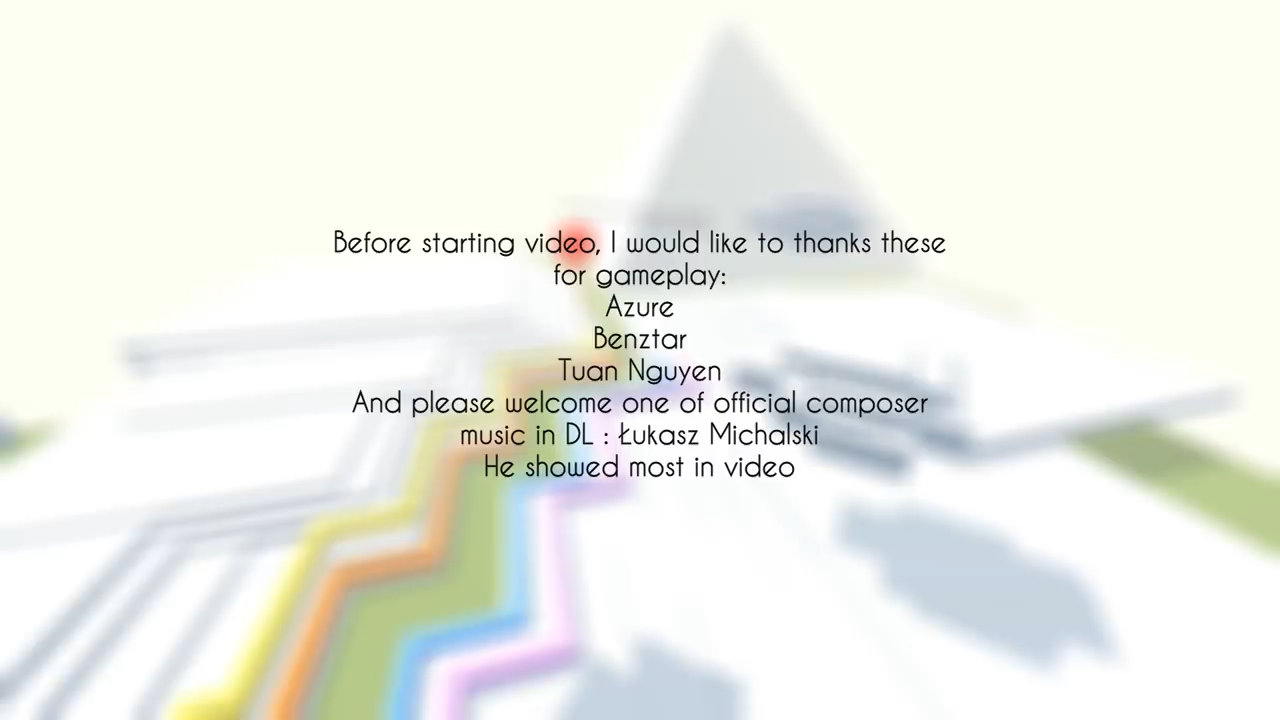 Before starting video, I would like to thanks these
for gameplay:
Azure
Benztar
Tuan Nguyen
And please welcome one of official composer
music in DL : Łukasz Michalski
He showed most in video